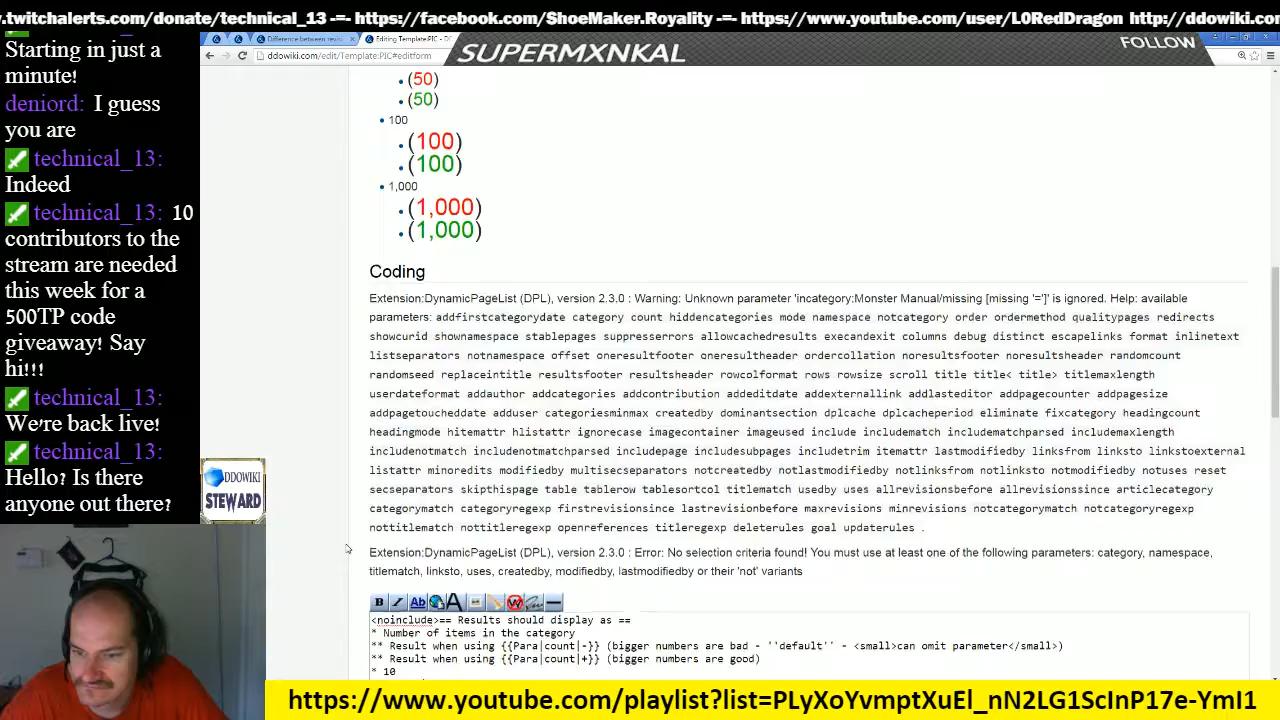 www.twitchalerts.com/donate/technical_13 -=- https://facebook.com/ShoeMaker.Royality -=- https://www.youtube.com/user/L0RedDragon http://ddowiki.com
Starting in just a
minute!
deniord: I guess
you are
technical_13:
Indeed
technical_13: 10
contributors to the
stream are needed
this week for a
500TP code
giveaway! Say
hi!!!
technical_13:
We're back live!
technical_13:
Hello? Is there
anyone out there?
DDOWIKI
STEWARD
Difference between revis
Editing Template:PIC - DD
ddowiki.com/edit/Template:PIC#editform
SUPERMXNKAL
FOLLOW
(50)
(50)
100
(100)
(100)
1,000
(1,000)
(1,000)
Coding
Extension:DynamicPageList (DPL), version 2.3.0 : Warning: Unknown parameter 'incategory:Monster Manual/missing [missing '=']' is ignored. Help: available
parameters: addfirstcategorydate category count hiddencategories mode namespace notcategory order ordermethod qualitypages redirects
showcurid shownamespace stablepages suppresserrors allowcachedresults execandexit columns debug distinct escapelinks format inlinetext
listseparators notnamespace offset oneresultfooter oneresultheader ordercollation noresultsfooter noresultsheader randomcount
randomseed replaceintitle resultsfooter resultsheader rowcolformat rows rowsize scroll title title< title> titlemaxlength
userdateformat addauthor addcategories addcontribution addeditdate addexternallink addlasteditor addpagecounter addpagesize
addpagetoucheddate adduser categoriesminmax createdby dominantsection dplcache dplcacheperiod eliminate fixcategory headingcount
headingmode hitemattr hlistattr ignorecase imagecontainer imageused include includematch includematchparsed includemaxlength
includenotmatch includenotmatchparsed includepage includesubpages includetrim itemattr lastmodifiedby linksfrom linksto linkstoexternal
listattr minoredits modifiedby multisecseparators notcreatedby notlastmodifiedby notlinksfrom notlinksto notmodifiedby notuses reset
secseparators skipthispage table tablerow tablesortcol titlematch usedby uses allrevisionsbefore allrevisionssince articlecategory
categorymatch categoryregexp firstrevisionsince lastrevisionbefore maxrevisions minrevisions notcategorymatch notcategoryregexp
nottitlematch nottitleregexp openreferences titleregexp deleterules goal updaterules .
Extension:DynamicPageList (DPL), version 2.3.0 : Error: No selection criteria found! You must use at least one of the following parameters: category, namespace,
titlematch, linksto, uses, createdby, modifiedby, lastmodifiedby or their 'not' variants
B I Ab A W
<noinclude>== Results should display as ==
* Number of items in the category
** Result when using {{Para|count|-}} (bigger numbers are bad - ''default'' - <small>can omit parameter</small>)
** Result when using {{Para|count|+}} (bigger numbers are good)
* 10
https://www.youtube.com/playlist?list=PLyXoYvmptXuEl_nN2LG1ScInP17e-YmI1